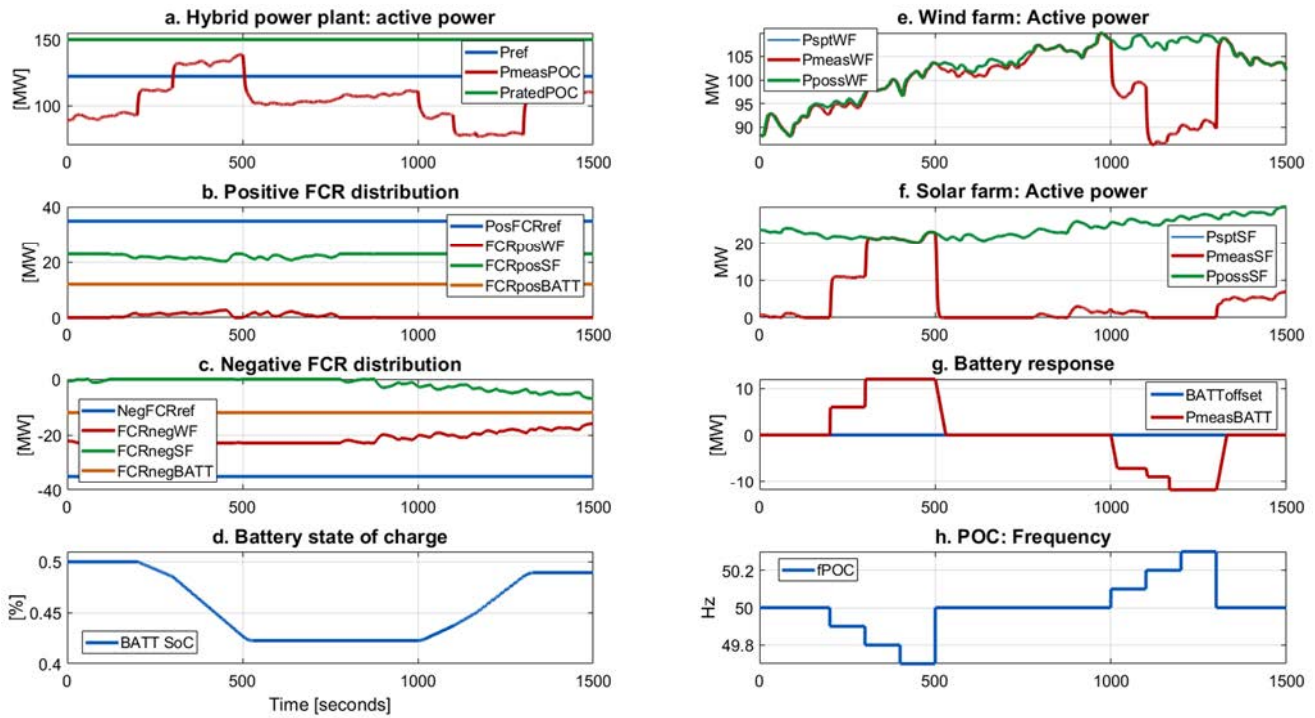 a. Hybrid power plant: active power
150
100
[MW]
Pref
PmeasPOC
PratedPOC
0
500
1000
1500
b. Positive FCR distribution
40
20
0
[MW]
PosFCRref
FCRposWF
FCRposSF
FCRposBATT
0
500
1000
1500
c. Negative FCR distribution
0
-20
-40
[MW]
NegFCRref
FCRnegWF
FCRnegSF
FCRnegBATT
0
500
1000
1500
d. Battery state of charge
0.5
0.45
0.4
[%]
BATT SoC
0
500
1000
1500
Time [seconds]
e. Wind farm: Active power
105
100
95
90
MW
PsptWF
PmeasWF
PpossWF
0
500
1000
1500
f. Solar farm: Active power
20
10
0
MW
PsptSF
PmeasSF
PpossSF
0
500
1000
1500
g. Battery response
10
0
-10
[MW]
BATToffset
PmeasBATT
0
500
1000
1500
h. POC: Frequency
50.2
50
49.8
Hz
fPOC
0
500
1000
1500